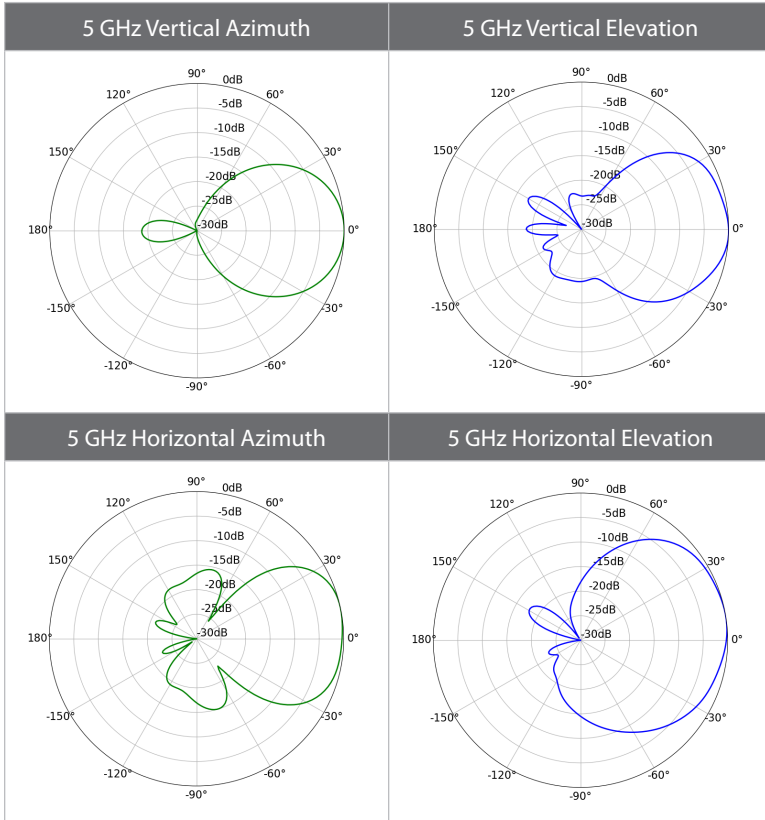 5 GHz Vertical Azimuth
5 GHz Vertical Elevation
90°
0dB
120°
60°
-5dB
-10dB
150°
-15dB
30°
-20dB
-25dB
180°
-30dB
0°
-150°
-30°
-120°
-60°
-90°
90°
0dB
120°
60°
-5dB
-10dB
150°
-15dB
30°
-20dB
-25dB
180°
-30dB
0°
-150°
-30°
-120°
-60°
-90°
5 GHz Horizontal Azimuth
5 GHz Horizontal Elevation
90°
0dB
120°
60°
-5dB
-10dB
150°
-15dB
30°
-20dB
-25dB
180°
-30dB
0°
-150°
-30°
-120°
-60°
-90°
90°
0dB
120°
60°
-5dB
-10dB
150°
-15dB
30°
-20dB
-25dB
180°
-30dB
0°
-150°
-30°
-120°
-60°
-90°